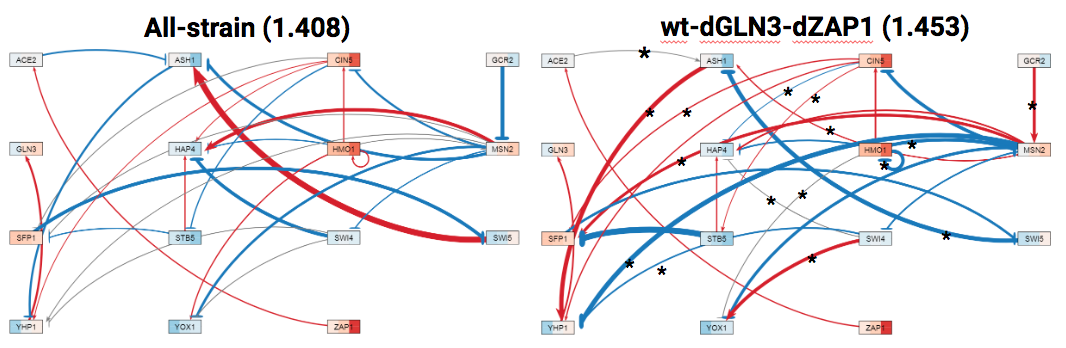 All-strain (1.408)
ACE2 ASH1 CIN5 GCR2
GLN3 HAP4 HMO1 MSN2
SFP1 STB5 SWI4 SWI5
YHP1 YOX1 ZAP1
wt-dGLN3-dZAP1 (1.453)
ACE2 * ASH1 CIN5 GCR2
* * * * *
*
GLN3 * HAP4 HMO1 * MSN2
*
* *
SFP1 STB5 SWI4 * SWI5
* * *
YHP1 YOX1 ZAP1